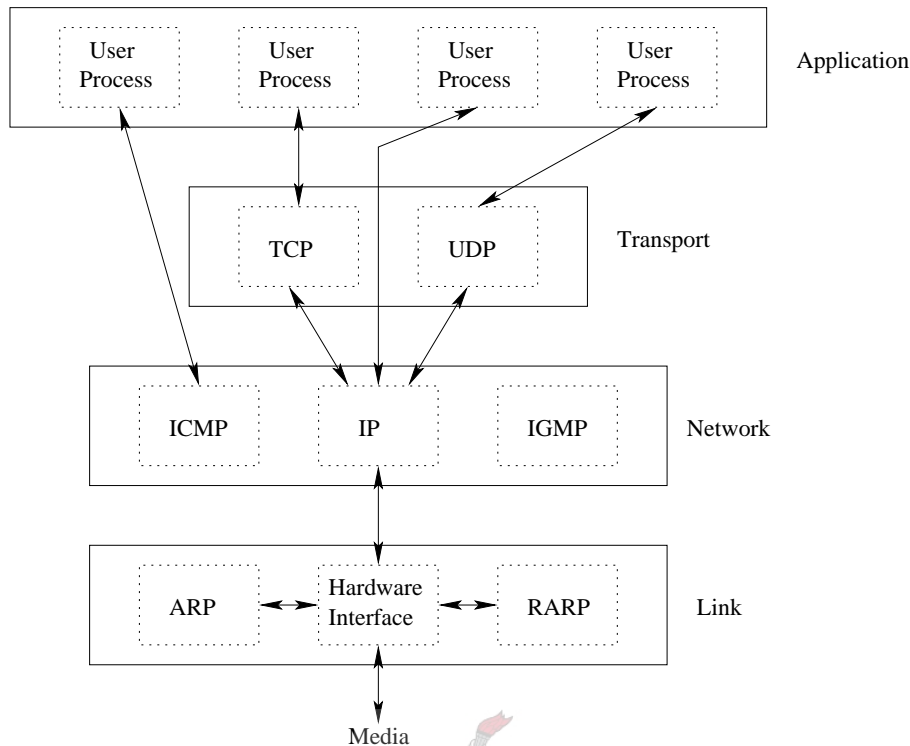 User
Process
User
Process
User
Process
User
Process
Application
TCP
UDP
Transport
ICMP
IP
IGMP
Network
ARP
Hardware
Interface
RARP
Link
Media